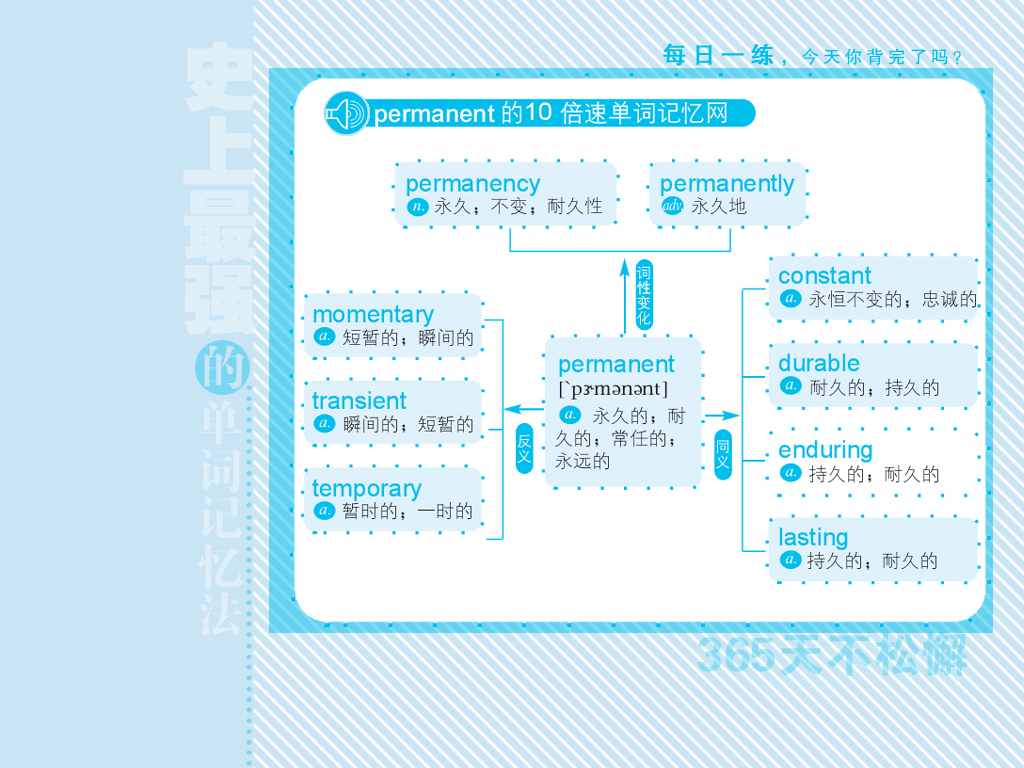 每日一练，今天你背完了吗？
史上最强的单词记忆法
permanent 的10 倍速单词记忆网
permanency
n. 永久；不变；耐久性
permanently
adv. 永久地
词性变化
momentary
a. 短暂的；瞬间的
transient
a. 瞬间的；短暂的
temporary
a. 暂时的；一时的
反义
permanent
[`pɝmənənt]
a. 永久的；耐
久的；常任的；
永远的
同义
constant
a. 永恒不变的；忠诚的
durable
a. 耐久的；持久的
enduring
a. 持久的；耐久的
lasting
a. 持久的；耐久的
365天不松懈